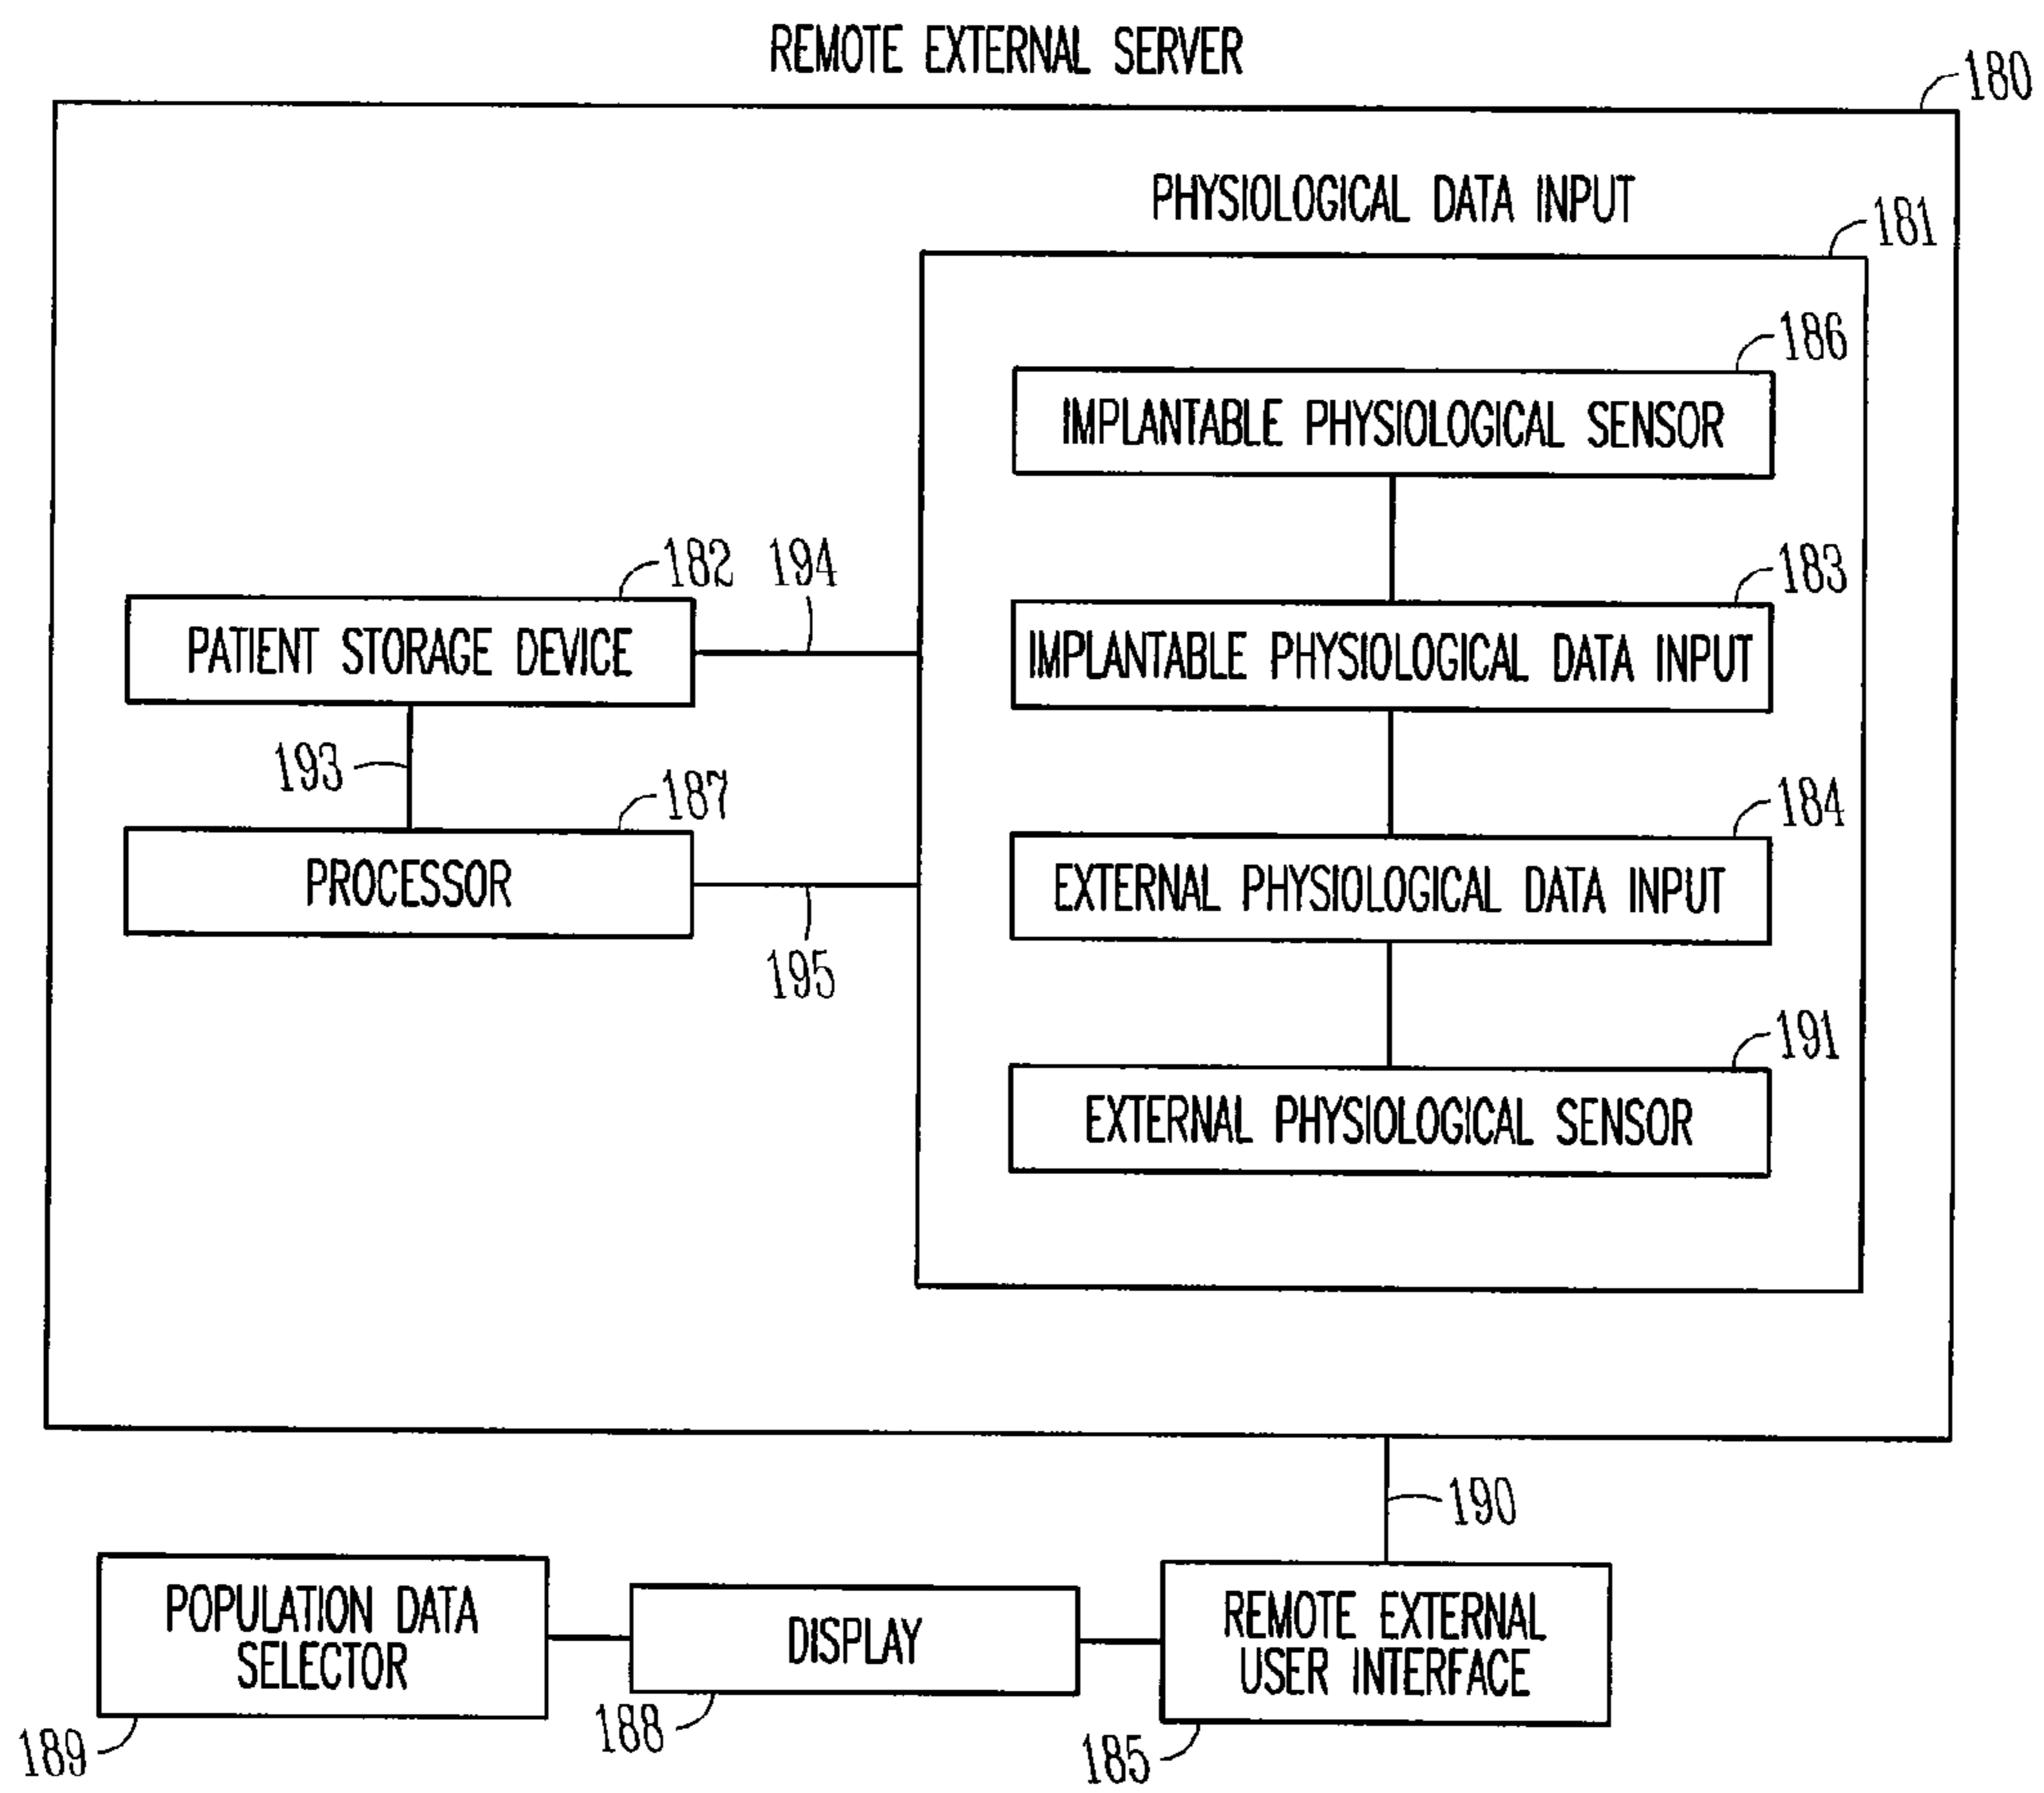 REMOTE EXTERNAL SERVER
180
PHYSIOLOGICAL DATA INPUT
181
186
IMPLANTABLE PHYSIOLOGICAL SENSOR
182
194
183
PATIENT STORAGE DEVICE
IMPLANTABLE PHYSIOLOGICAL DATA INPUT
193
187
184
PROCESSOR
EXTERNAL PHYSIOLOGICAL DATA INPUT
195
191
EXTERNAL PHYSIOLOGICAL SENSOR
190
POPULATION DATA
SELECTOR
DISPLAY
REMOTE EXTERNAL
USER INTERFACE
189
188
185